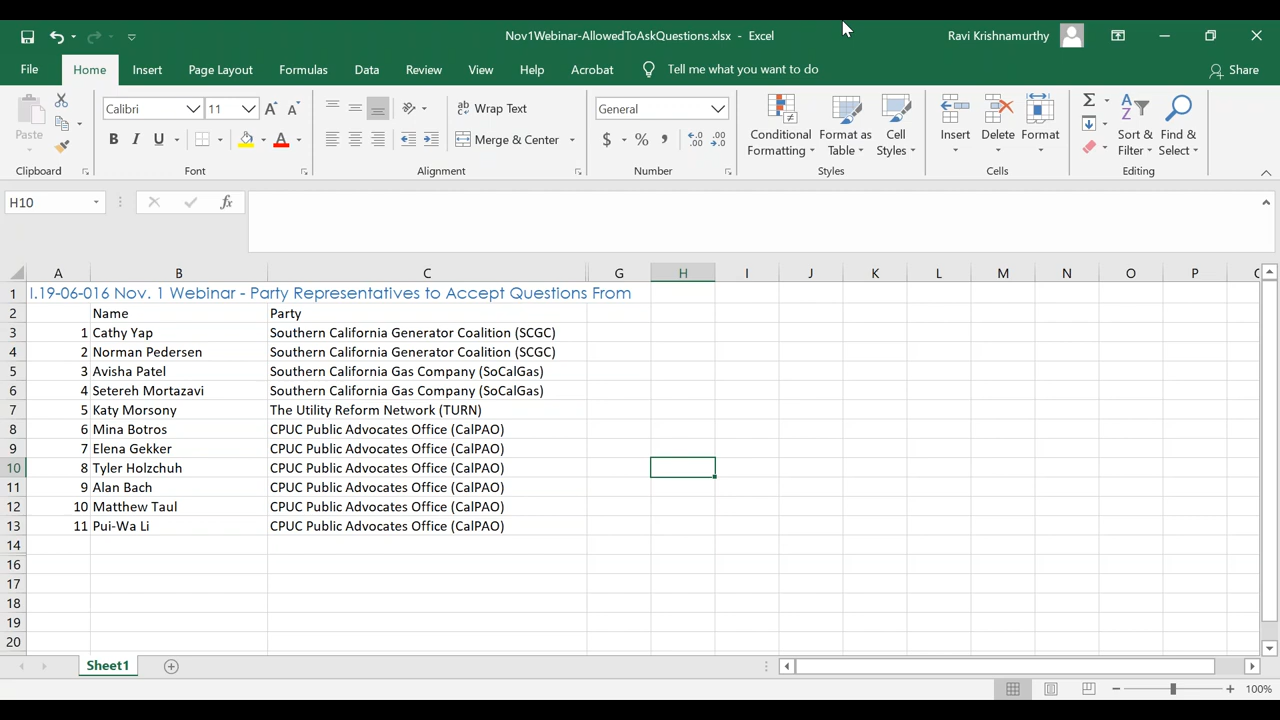 Nov1Webinar-AllowedToAskQuestions.xlsx - Excel
Ravi Krishnamurthy
File Home Insert Page Layout Formulas Data Review View Help Acrobat Tell me what you want to do Share
Calibri 11 Wrap Text General
Paste B I U A Merge & Center $ % , Conditional Formatting Format as Table Cell Styles Insert Delete Format Sort & Filter Find & Select
Clipboard Font Alignment Number Styles Cells Editing
H10 fx
A B C G H I J K L M N O P
1 I.19-06-016 Nov. 1 Webinar - Party Representatives to Accept Questions From
2 Name Party
3 1 Cathy Yap Southern California Generator Coalition (SCGC)
4 2 Norman Pedersen Southern California Generator Coalition (SCGC)
5 3 Avisha Patel Southern California Gas Company (SoCalGas)
6 4 Setereh Mortazavi Southern California Gas Company (SoCalGas)
7 5 Katy Morsony The Utility Reform Network (TURN)
8 6 Mina Botros CPUC Public Advocates Office (CalPAO)
9 7 Elena Gekker CPUC Public Advocates Office (CalPAO)
10 8 Tyler Holzchuh CPUC Public Advocates Office (CalPAO)
11 9 Alan Bach CPUC Public Advocates Office (CalPAO)
12 10 Matthew Taul CPUC Public Advocates Office (CalPAO)
13 11 Pui-Wa Li CPUC Public Advocates Office (CalPAO)
14
16
17
18
19
20
Sheet1
100%